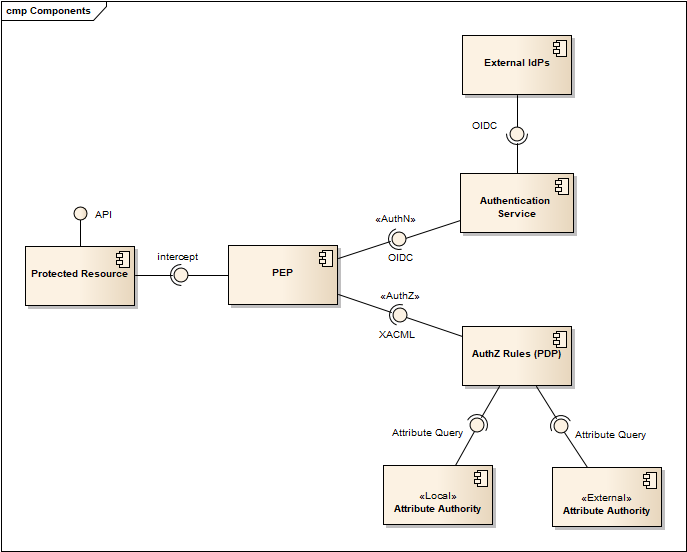 cmp Components
External IdPs
OIDC
Authentication
Service
API
«AuthN»
OIDC
intercept
Protected Resource
PEP
«AuthZ»
XACML
AuthZ Rules (PDP)
Attribute Query
Attribute Query
«Local»
Attribute Authority
«External»
Attribute Authority